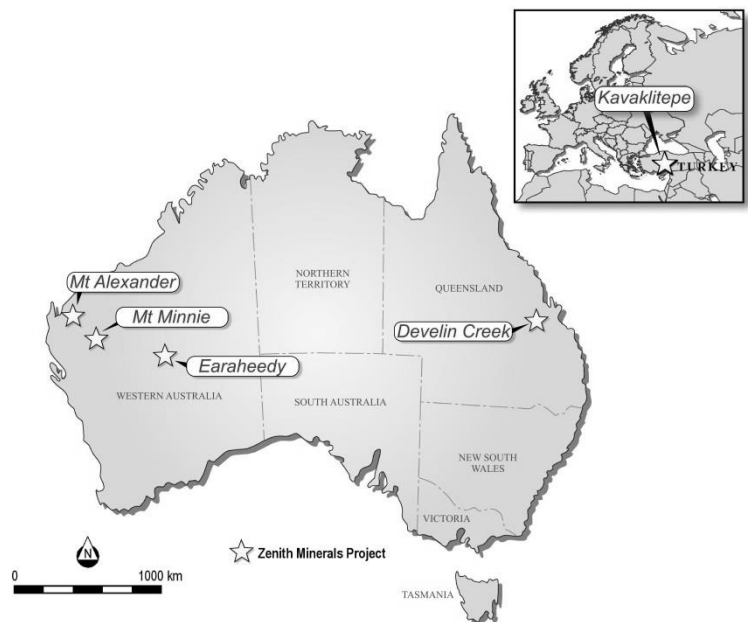 Kavaklitepe
TURKEY
Mt Alexander
NORTHERN
TERRITORY
QUEENSLAND
Mt Minnie
Develin Creek
Earaheedy
WESTERN AUSTRALIA
SOUTH AUSTRALIA
NEW SOUTH
WALES
VICTORIA
N
Zenith Minerals Project
0 1000 km
TASMANIA